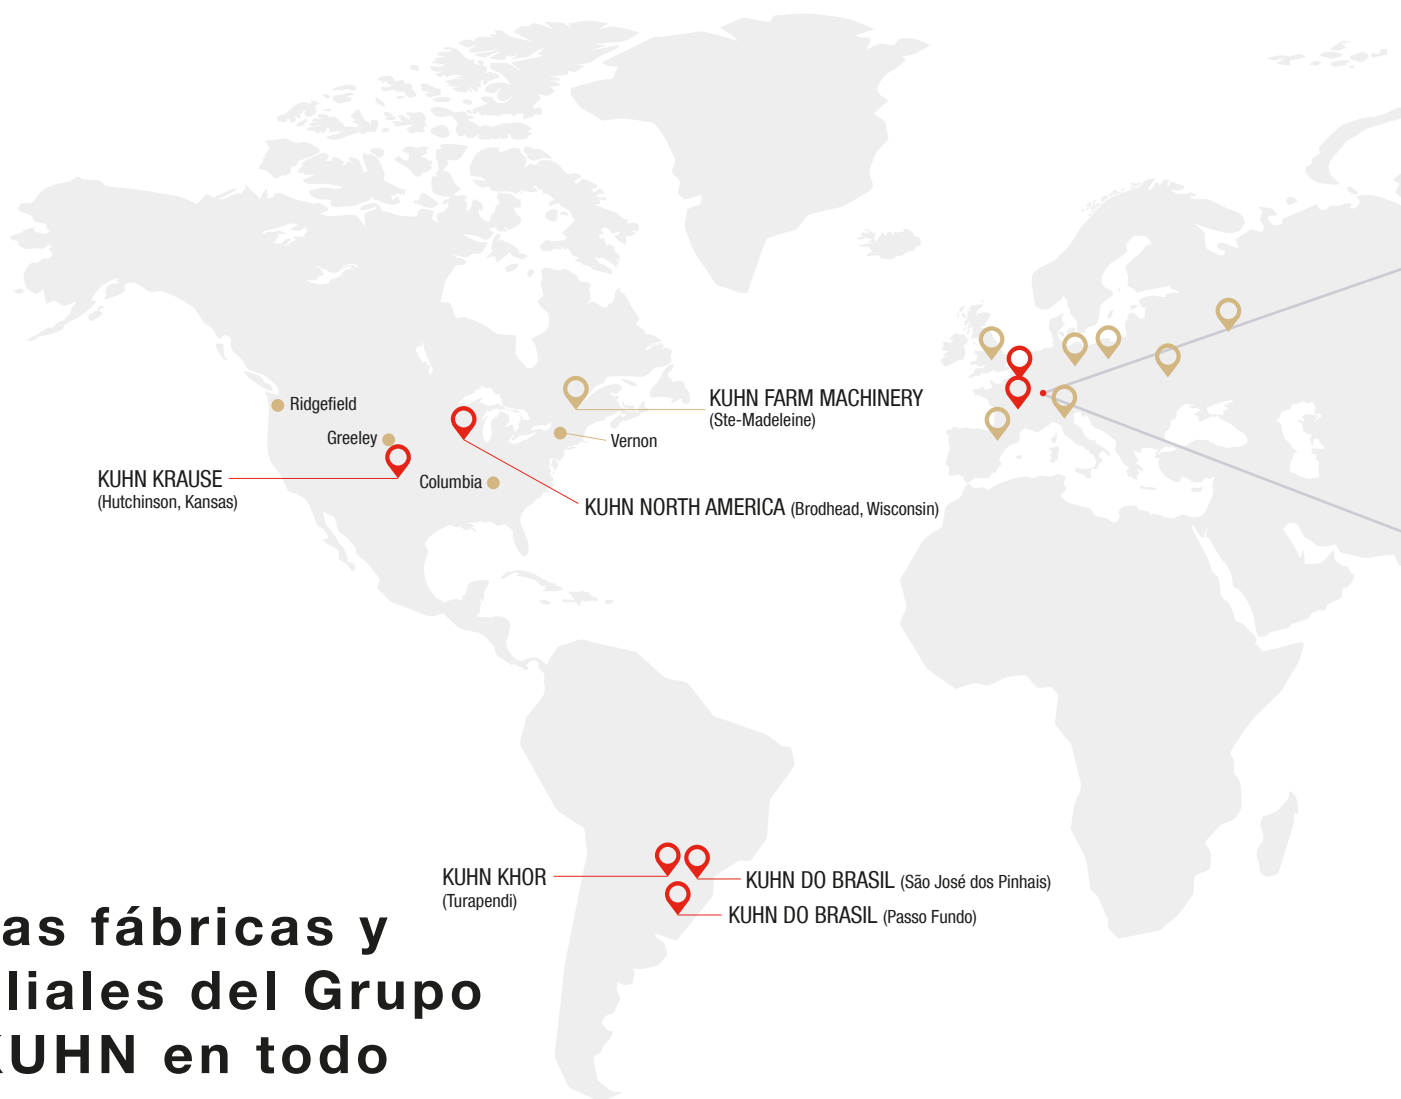 Ridgefield
Greeley
KUHN KRAUSE
(Hutchinson, Kansas)
Columbia
Vernon
KUHN FARM MACHINERY
(Ste-Madeleine)
KUHN NORTH AMERICA (Brodhead, Wisconsin)
KUHN KHOR
(Turapendi)
KUHN DO BRASIL (São José dos Pinhais)
KUHN DO BRASIL (Passo Fundo)
as fábricas y
liales del Grupo
KUHN en todo